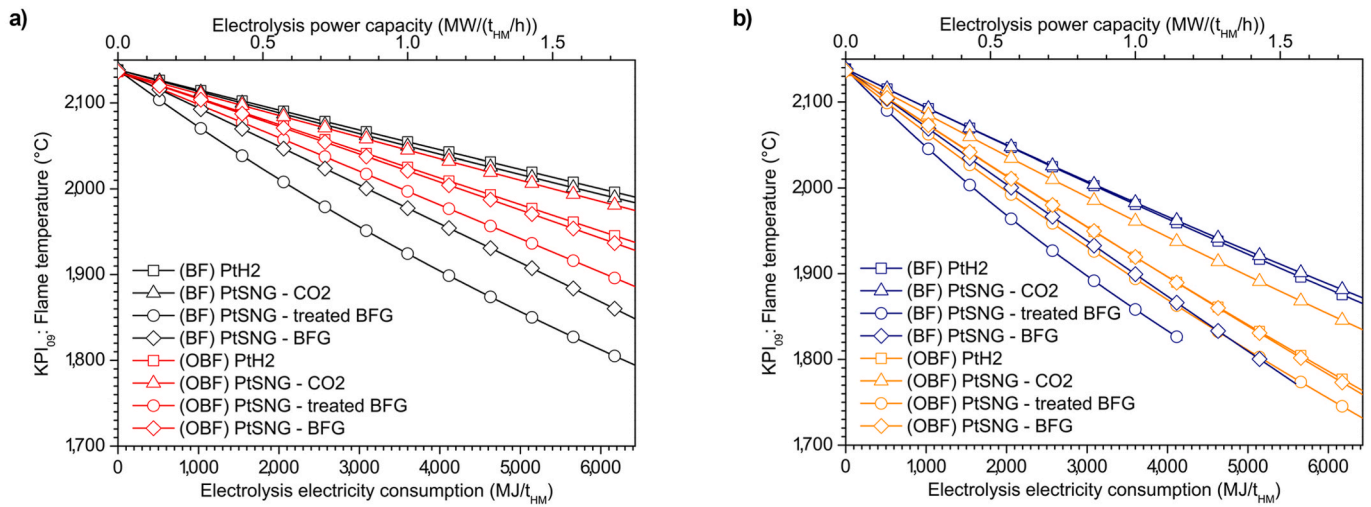 a)
Electrolysis power capacity (MW/(tHM/h))
0.0 0.5 1.0 1.5
KPI09: Flame temperature (°C)
2,100
2,000
1,900
1,800
1,700
(BF) PtH2
(BF) PtSNG - CO2
(BF) PtSNG - treated BFG
(BF) PtSNG - BFG
(OBF) PtH2
(OBF) PtSNG - CO2
(OBF) PtSNG - treated BFG
(OBF) PtSNG - BFG
0 1,000 2,000 3,000 4,000 5,000 6,000
Electrolysis electricity consumption (MJ/tHM)
b)
Electrolysis power capacity (MW/(tHM/h))
0.0 0.5 1.0 1.5
KPI09: Flame temperature (°C)
2,100
2,000
1,900
1,800
1,700
(BF) PtH2
(BF) PtSNG - CO2
(BF) PtSNG - treated BFG
(BF) PtSNG - BFG
(OBF) PtH2
(OBF) PtSNG - CO2
(OBF) PtSNG - treated BFG
(OBF) PtSNG - BFG
0 1,000 2,000 3,000 4,000 5,000 6,000
Electrolysis electricity consumption (MJ/tHM)